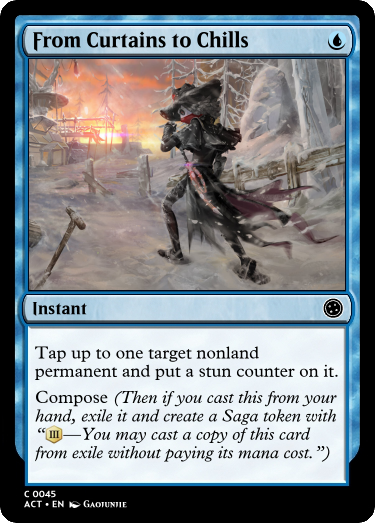 From Curtains to Chills
Instant
Tap up to one target nonland
permanent and put a stun counter on it.
Compose (Then if you cast this from your
hand, exile it and create a Saga token with
“III—You may cast a copy of this card
from exile without paying its mana cost.”)
C 0045
ACT • EN Gaofunjie